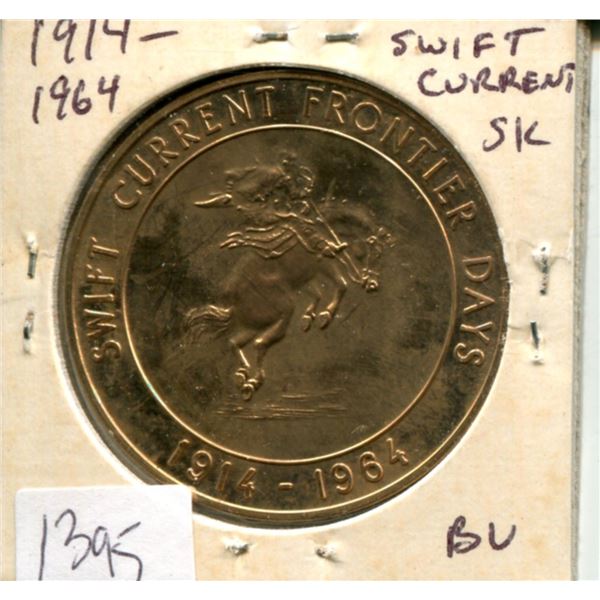 1914-
1964
SWIFT
CURRENT
SK
SWIFT CURRENT FRONTIER DAYS
1914-1964
1395
BU